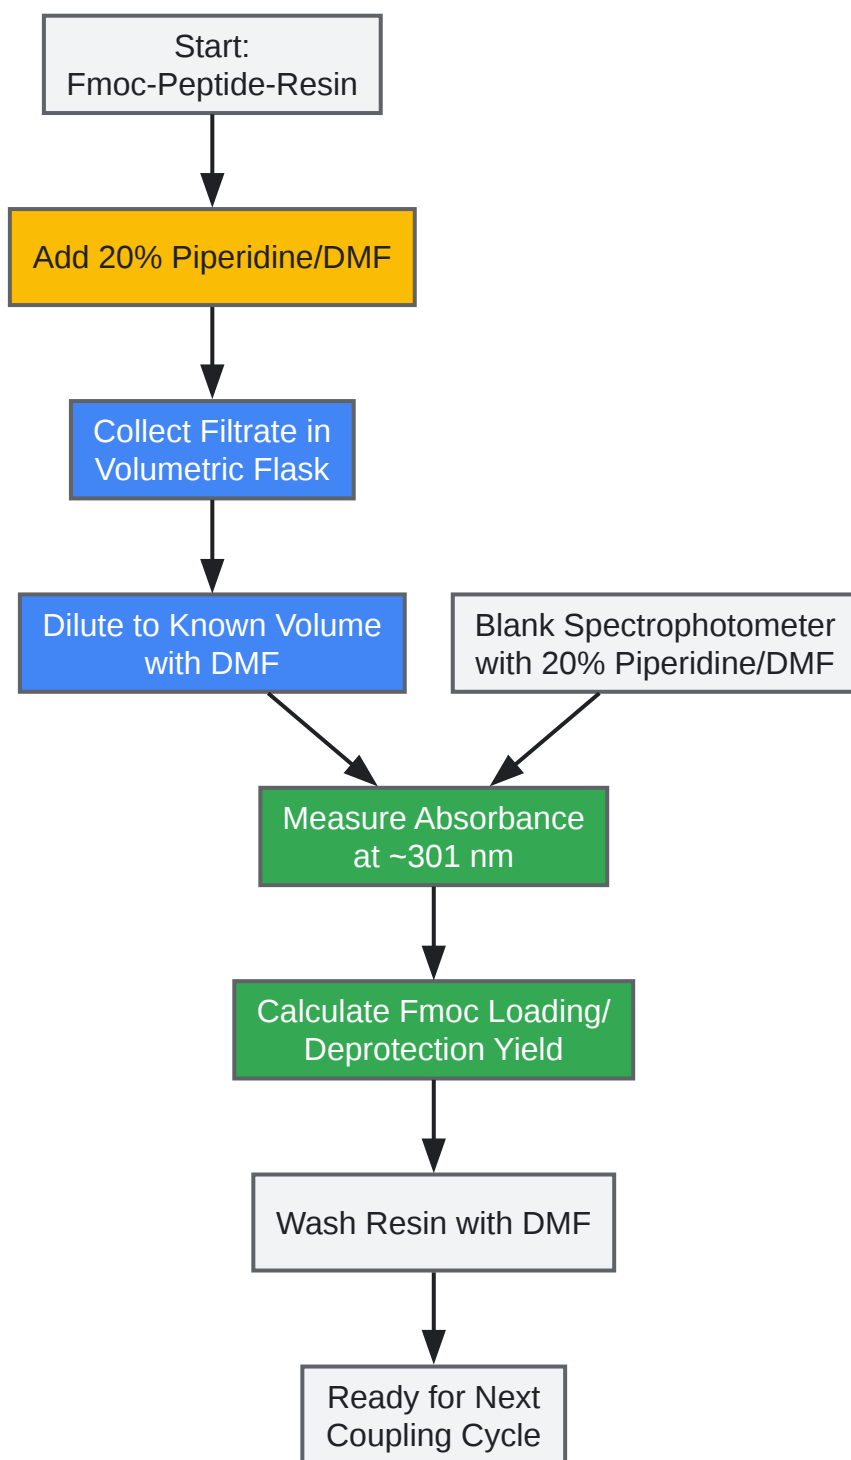 Start:
Fmoc-Peptide-Resin
Add 20% Piperidine/DMF
Collect Filtrate in
Volumetric Flask
Dilute to Known Volume
with DMF
Blank Spectrophotometer
with 20% Piperidine/DMF
Measure Absorbance
at ~301 nm
Calculate Fmoc Loading/
Deprotection Yield
Wash Resin with DMF
Ready for Next
Coupling Cycle